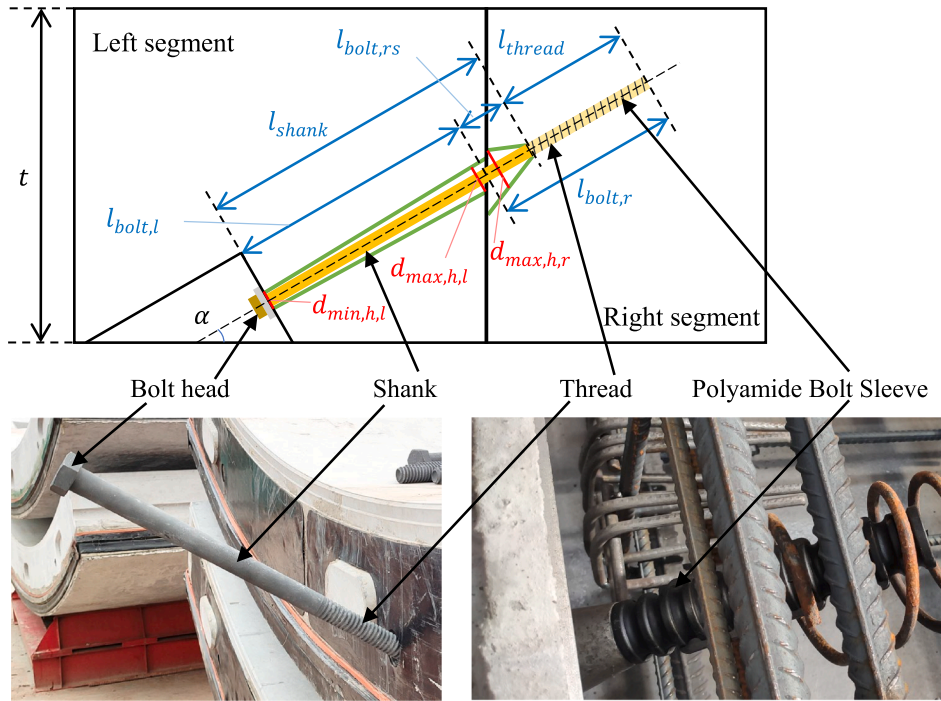 Left segment
l_{bolt,rs}
l_{thread}
l_{shank}
t
l_{bolt,l}
l_{bolt,r}
d_{max,h,l}
d_{max,h,r}
d_{min,h,l}
α
Right segment
Bolt head
Shank
Thread
Polyamide Bolt Sleeve